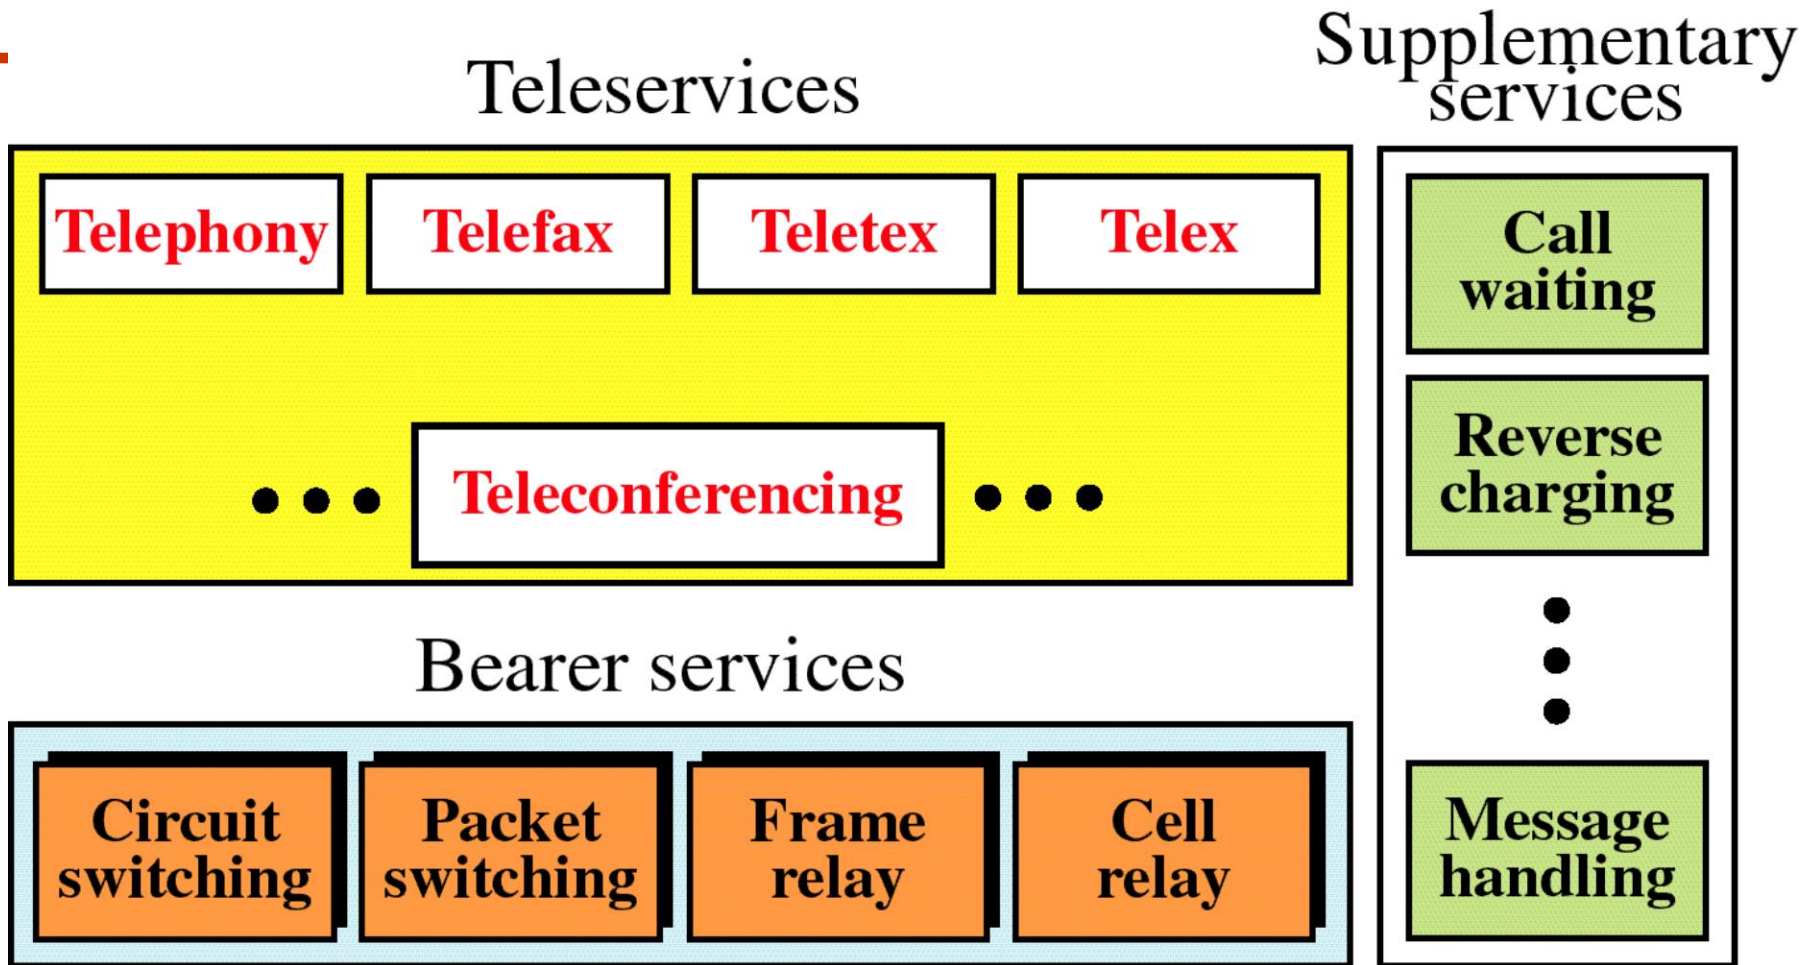 Teleservices
Supplementary
services
Telephony
Telefax
Teletex
Telex
Teleconferencing
Call
waiting
Reverse
charging
Message
handling
Bearer services
Circuit
switching
Packet
switching
Frame
relay
Cell
relay